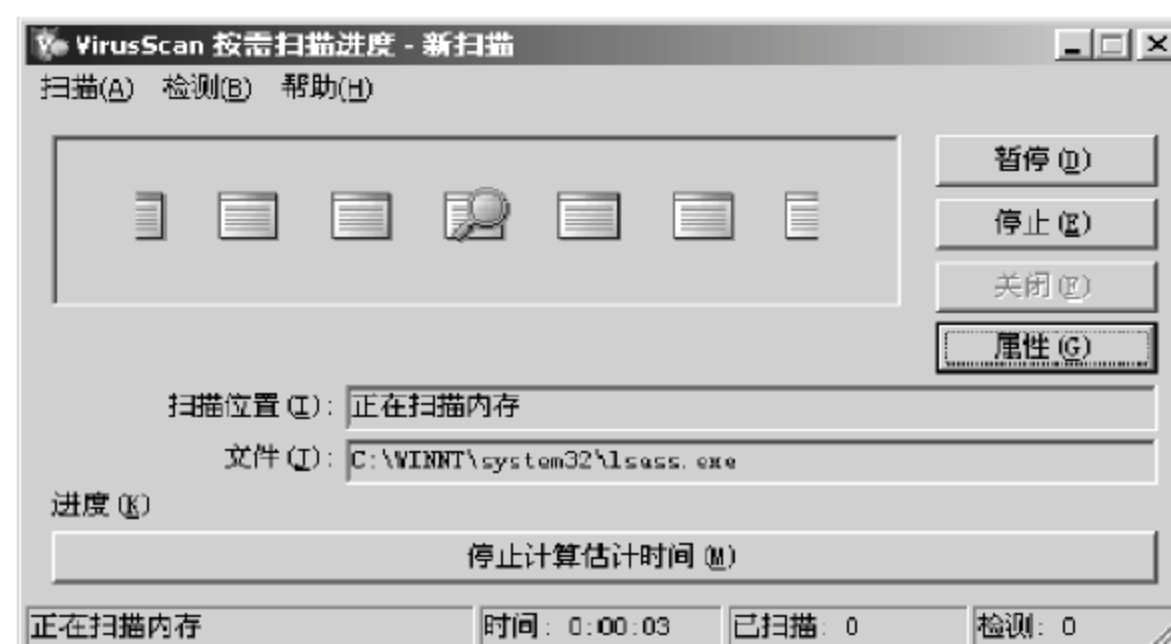 VirusScan 按需扫描进度 - 新扫描
扫描(A) 检测(B) 帮助(H)
暂停(D)
停止(E)
关闭(F)
属性(G)
扫描位置(I): 正在扫描内存
文件(J): C:\WINNT\system32\lsass.exe
进度(K)
停止计算估计时间(M)
正在扫描内存 时间: 0:00:03 已扫描: 0 检测: 0